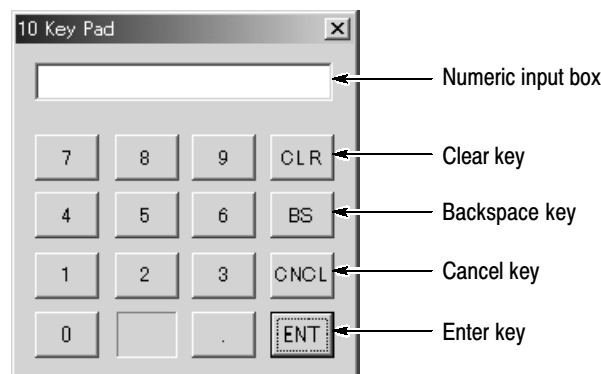 10 Key Pad
Numeric input box
7 8 9 CLR Clear key
4 5 6 BS Backspace key
1 2 3 CNCL Cancel key
0 . ENT Enter key